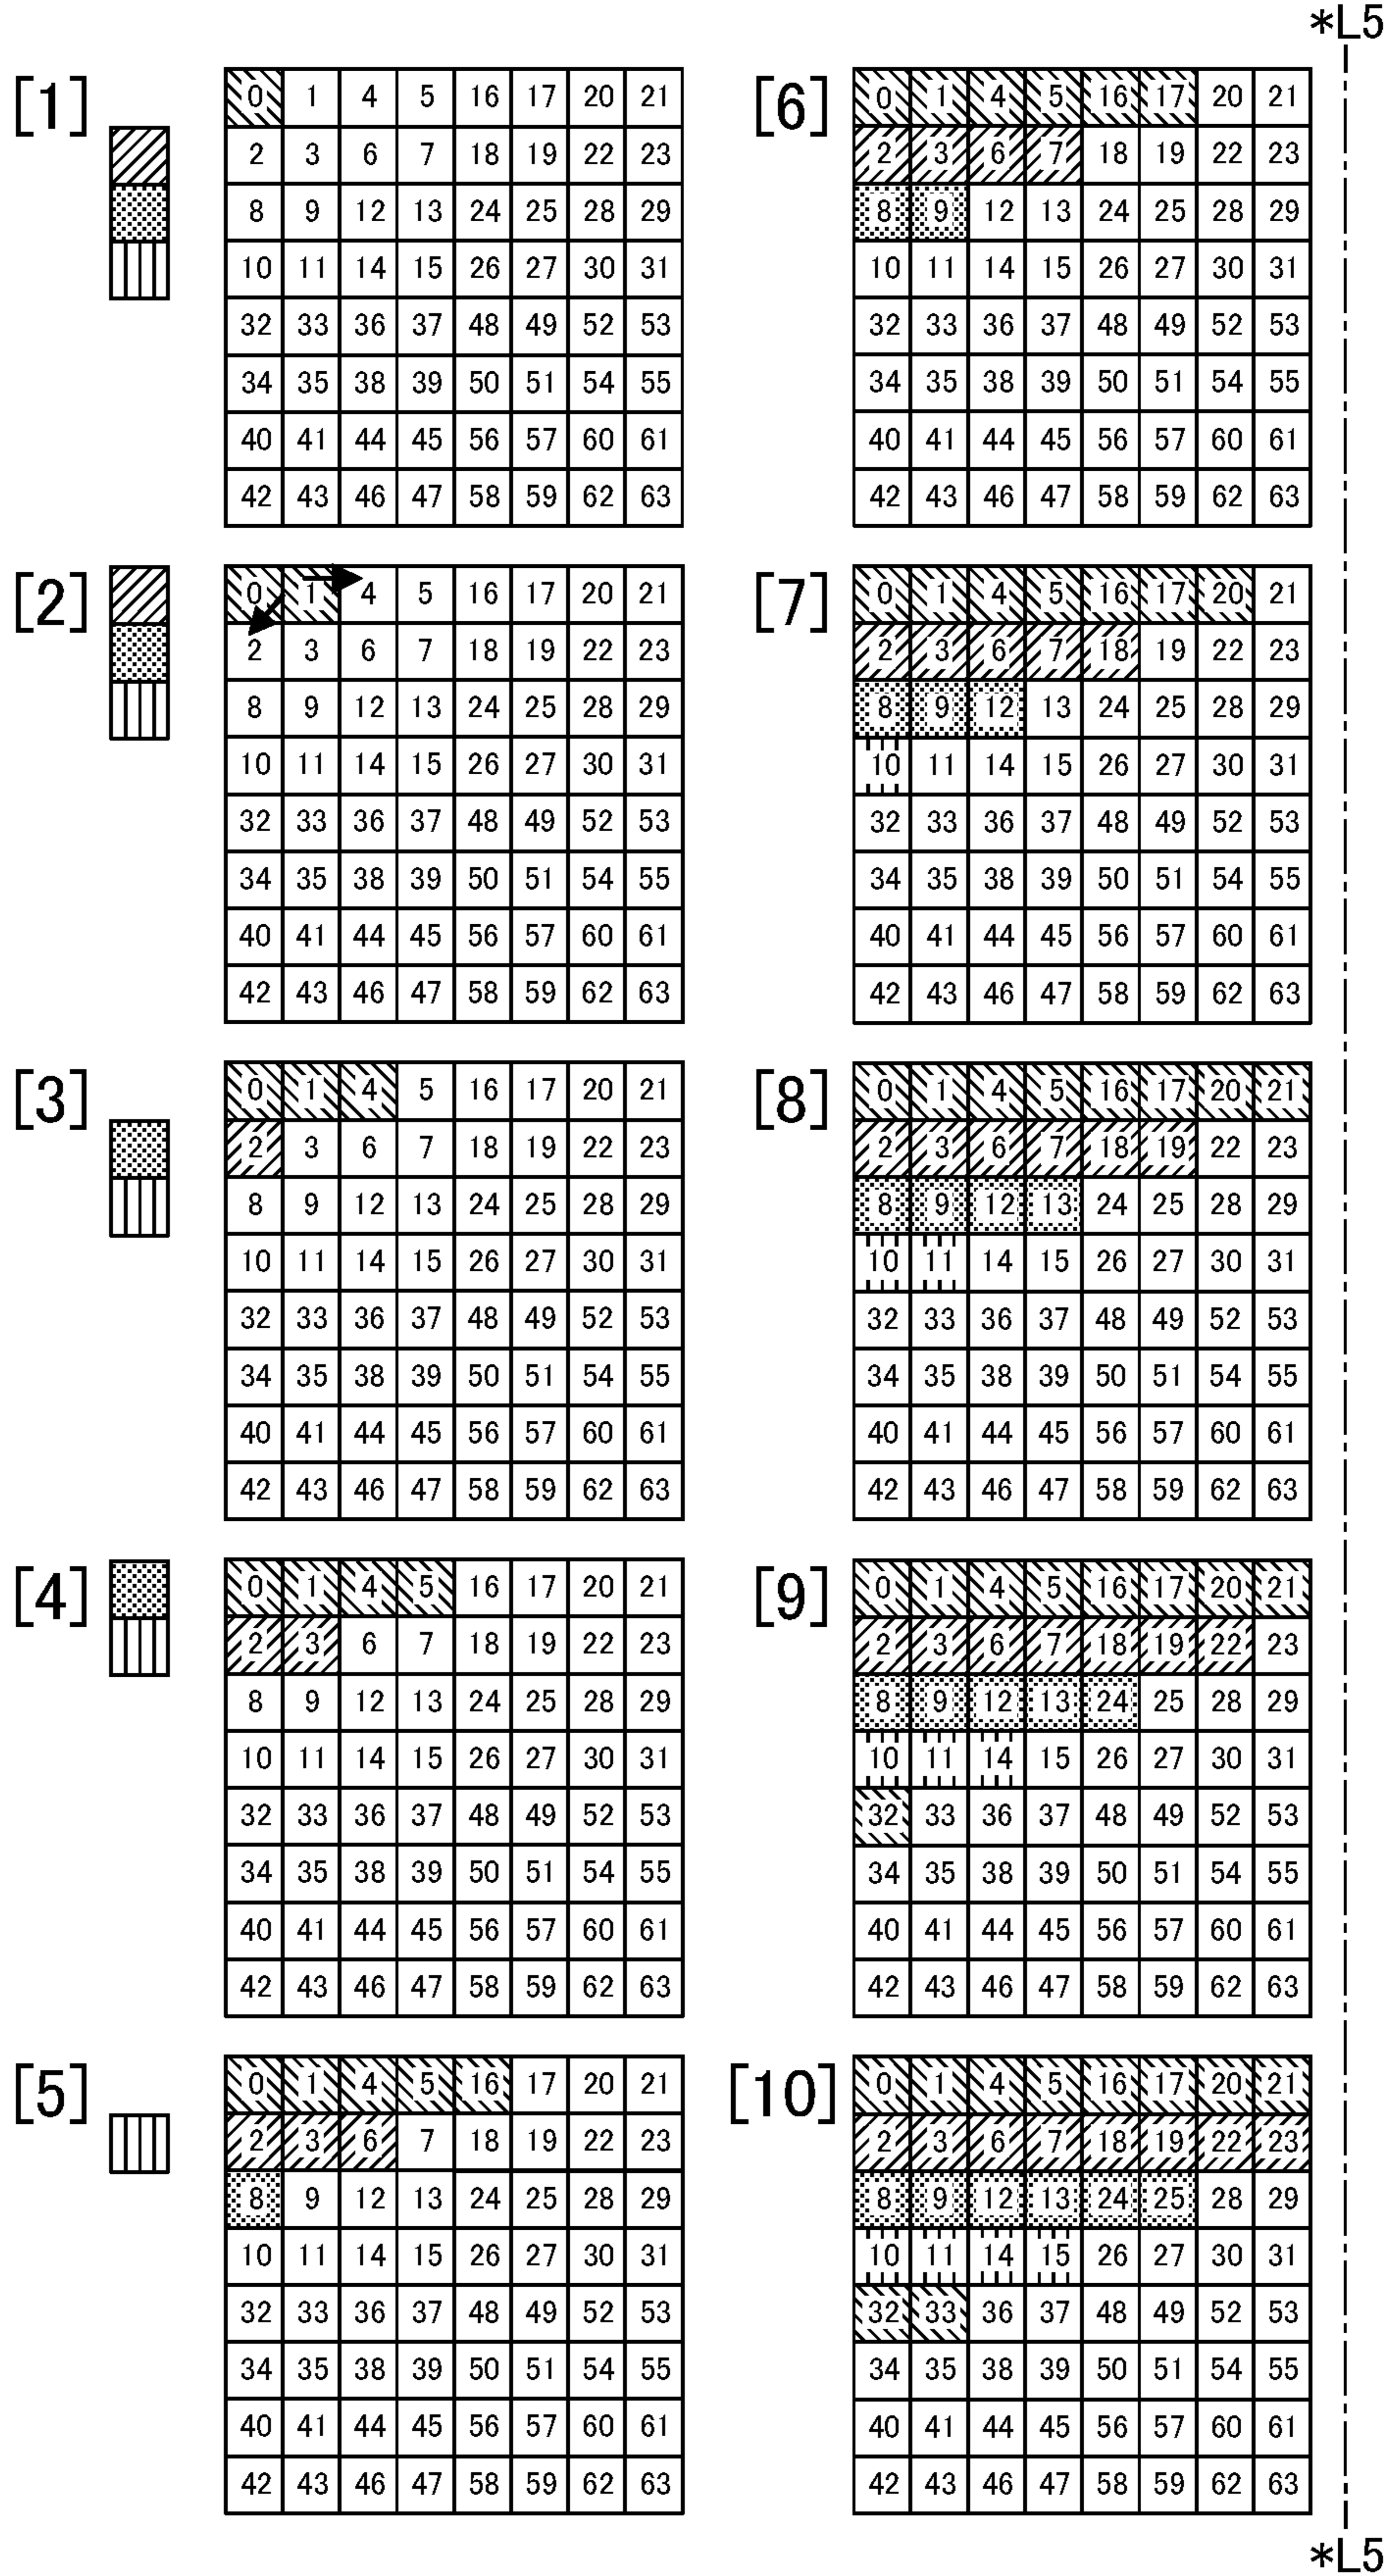 *L5
[1]
0 1 4 5 16 17 20 21
2 3 6 7 18 19 22 23
8 9 12 13 24 25 28 29
10 11 14 15 26 27 30 31
32 33 36 37 48 49 52 53
34 35 38 39 50 51 54 55
40 41 44 45 56 57 60 61
42 43 46 47 58 59 62 63
[2]
0 1 4 5 16 17 20 21
2 3 6 7 18 19 22 23
8 9 12 13 24 25 28 29
10 11 14 15 26 27 30 31
32 33 36 37 48 49 52 53
34 35 38 39 50 51 54 55
40 41 44 45 56 57 60 61
42 43 46 47 58 59 62 63
[3]
0 1 4 5 16 17 20 21
2 3 6 7 18 19 22 23
8 9 12 13 24 25 28 29
10 11 14 15 26 27 30 31
32 33 36 37 48 49 52 53
34 35 38 39 50 51 54 55
40 41 44 45 56 57 60 61
42 43 46 47 58 59 62 63
[4]
0 1 4 5 16 17 20 21
2 3 6 7 18 19 22 23
8 9 12 13 24 25 28 29
10 11 14 15 26 27 30 31
32 33 36 37 48 49 52 53
34 35 38 39 50 51 54 55
40 41 44 45 56 57 60 61
42 43 46 47 58 59 62 63
[5]
0 1 4 5 16 17 20 21
2 3 6 7 18 19 22 23
8 9 12 13 24 25 28 29
10 11 14 15 26 27 30 31
32 33 36 37 48 49 52 53
34 35 38 39 50 51 54 55
40 41 44 45 56 57 60 61
42 43 46 47 58 59 62 63
[6]
0 1 4 5 16 17 20 21
2 3 6 7 18 19 22 23
8 9 12 13 24 25 28 29
10 11 14 15 26 27 30 31
32 33 36 37 48 49 52 53
34 35 38 39 50 51 54 55
40 41 44 45 56 57 60 61
42 43 46 47 58 59 62 63
[7]
0 1 4 5 16 17 20 21
2 3 6 7 18 19 22 23
8 9 12 13 24 25 28 29
10 11 14 15 26 27 30 31
32 33 36 37 48 49 52 53
34 35 38 39 50 51 54 55
40 41 44 45 56 57 60 61
42 43 46 47 58 59 62 63
[8]
0 1 4 5 16 17 20 21
2 3 6 7 18 19 22 23
8 9 12 13 24 25 28 29
10 11 14 15 26 27 30 31
32 33 36 37 48 49 52 53
34 35 38 39 50 51 54 55
40 41 44 45 56 57 60 61
42 43 46 47 58 59 62 63
[9]
0 1 4 5 16 17 20 21
2 3 6 7 18 19 22 23
8 9 12 13 24 25 28 29
10 11 14 15 26 27 30 31
32 33 36 37 48 49 52 53
34 35 38 39 50 51 54 55
40 41 44 45 56 57 60 61
42 43 46 47 58 59 62 63
[10]
0 1 4 5 16 17 20 21
2 3 6 7 18 19 22 23
8 9 12 13 24 25 28 29
10 11 14 15 26 27 30 31
32 33 36 37 48 49 52 53
34 35 38 39 50 51 54 55
40 41 44 45 56 57 60 61
42 43 46 47 58 59 62 63
*L5